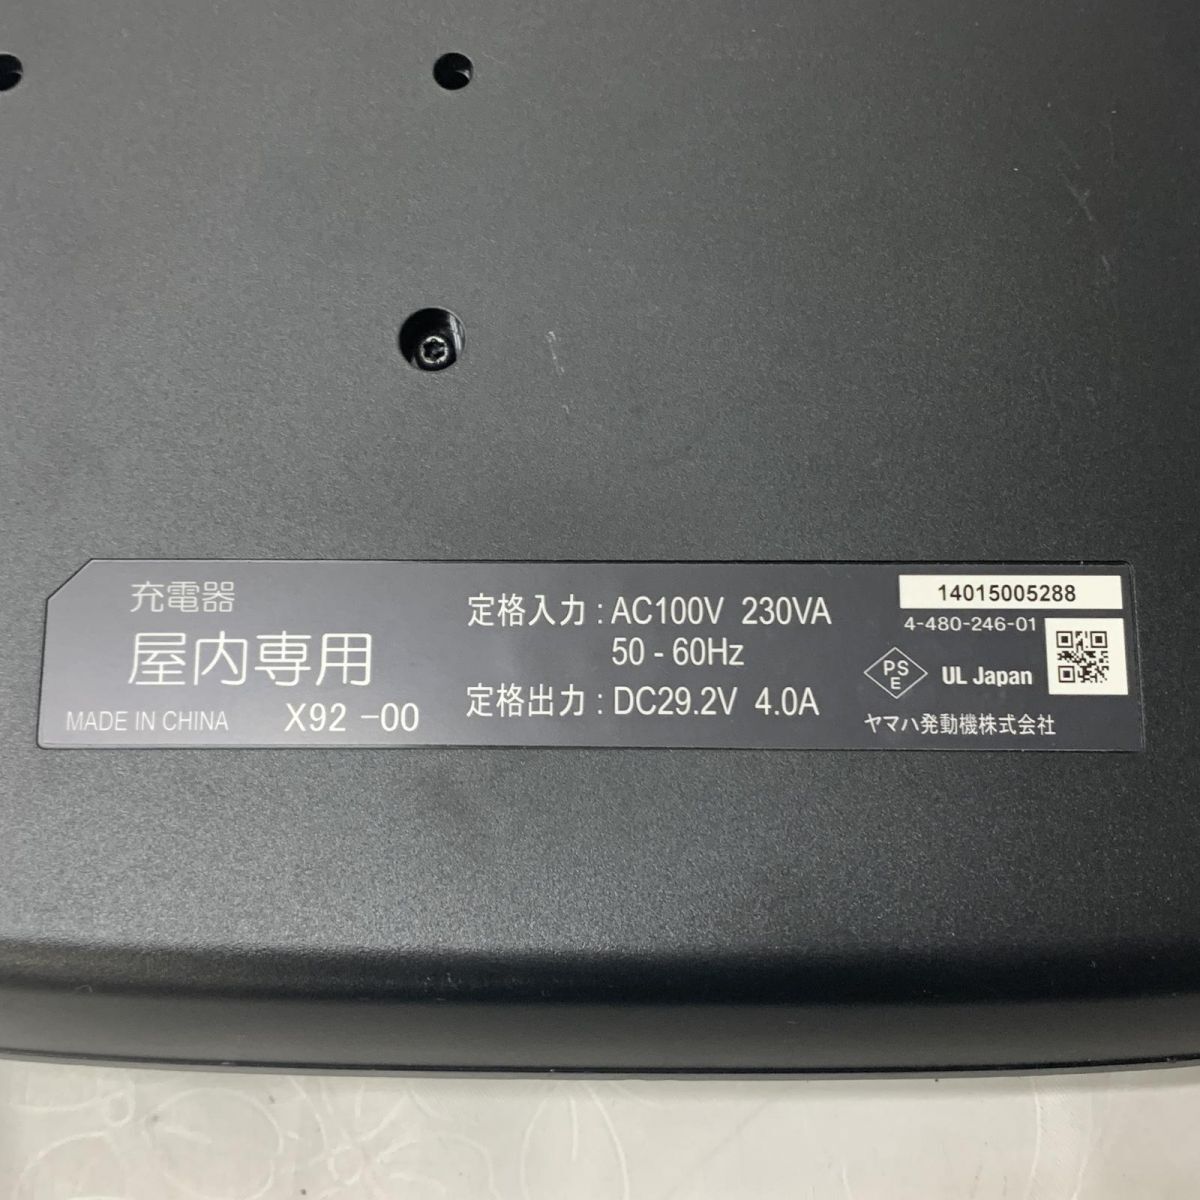 充電器
屋内専用
MADE IN CHINA X92 -00
定格入力 : AC100V 230VA
50 - 60Hz
定格出力 : DC29.2V 4.0A
14015005288
4-480-246-01
PSE UL Japan
ヤマハ発動機株式会社